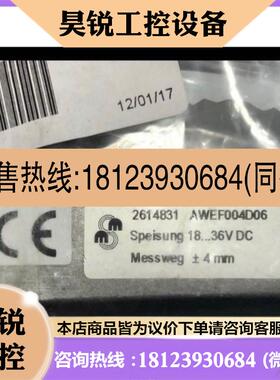 昊锐工控设备
12/01/17
售热线:18123930684(同
CE
2614831 AWEF004D06
Speisung 18...36V DC
Messweg ± 4 mm
本店商品皆为议价下单前请咨询客服
锐
工控
咨询热线:18123930684 (微